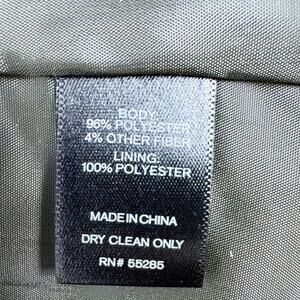 BODY:
96% POLYESTER
4% OTHER FIBER
LINING:
100% POLYESTER
MADE IN CHINA
DRY CLEAN ONLY
RN# 55285